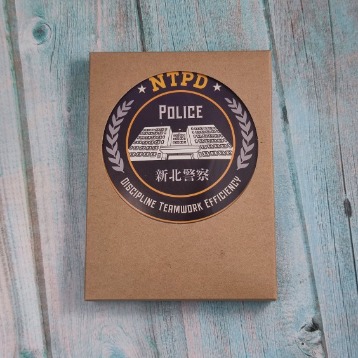 NTPD
POLICE
新北警察
DISCIPLINE TEAMWORK EFFICIENCY